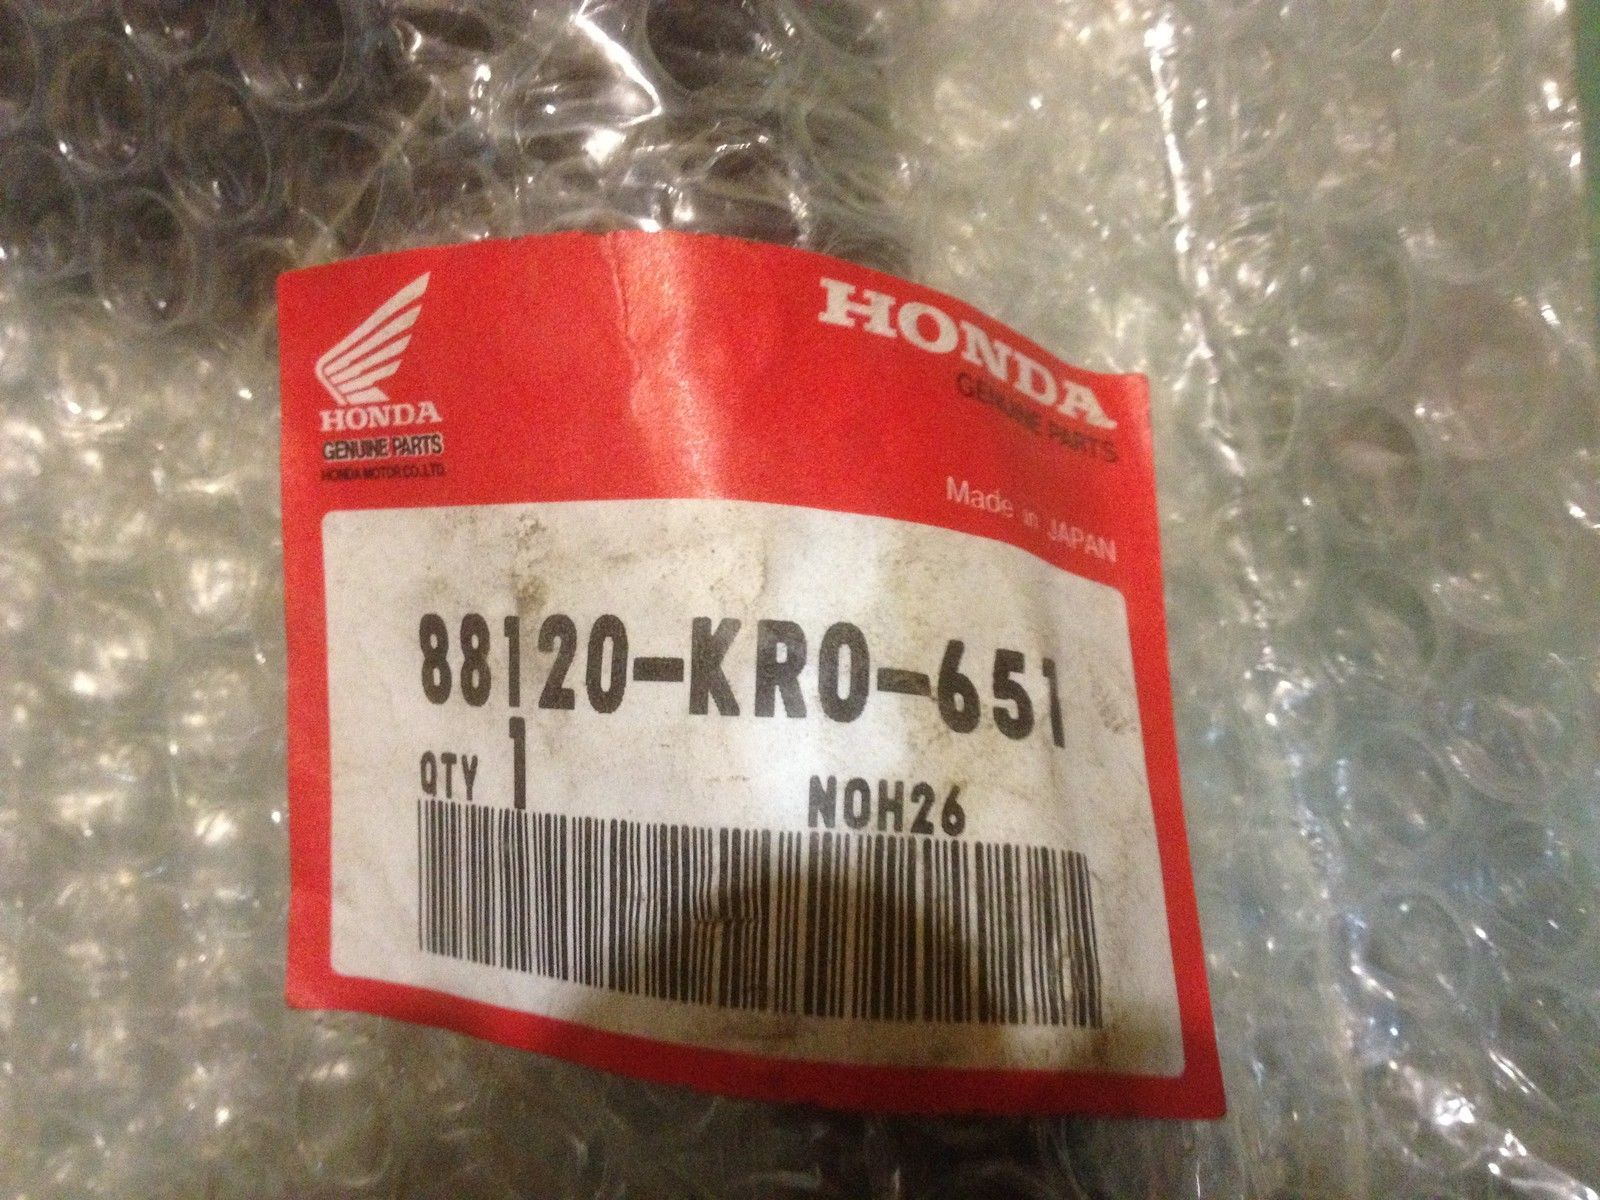 HONDA
GENUINE PARTS
HONDA MOTOR CO.,LTD.
HONDA
GENUINE PARTS
Made in JAPAN
88120-KR0-651
QTY 1
NOH26